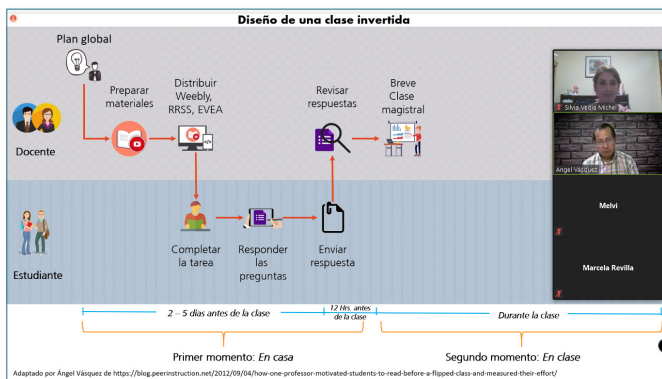 Diseño de una clase invertida
Plan global
Preparar
materiales
Distribuir
Weebly,
RRSS, EVEA
Revisar
respuestas
Breve
Clase
magistral
Docente
Completar
la tarea
Responder
las
preguntas
Enviar
respuesta
Estudiante
Silvia Vedia Michel
Angel Vásquez
Melvi
Marcela Revilla
2 – 5 días antes de la clase
12 Hrs. antes
de la clase
Durante la clase
Primer momento: En casa
Segundo momento: En clase
Adaptado por Ángel Vásquez de https://blog.peerinstruction.net/2012/09/04/how-one-professor-motivated-students-to-read-before-a-flipped-class-and-measured-their-effort/